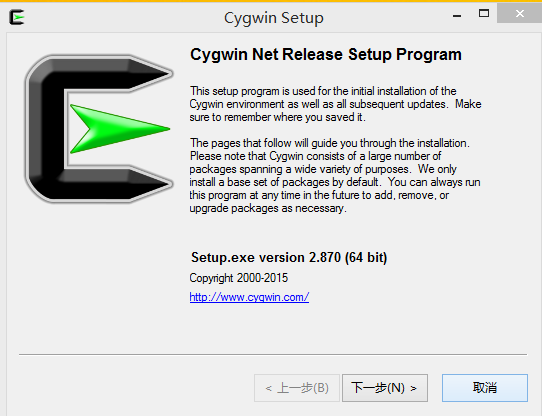 Cygwin Setup
Cygwin Net Release Setup Program
This setup program is used for the initial installation of the
Cygwin environment as well as all subsequent updates.  Make
sure to remember where you saved it.
The pages that follow will guide you through the installation.
Please note that Cygwin consists of a large number of
packages spanning a wide variety of purposes.  We only
install a base set of packages by default.  You can always run
this program at any time in the future to add, remove, or
upgrade packages as necessary.
Setup.exe version 2.870 (64 bit)
Copyright 2000-2015
http://www.cygwin.com/
< 上一步(B)
下一步(N) >
取消